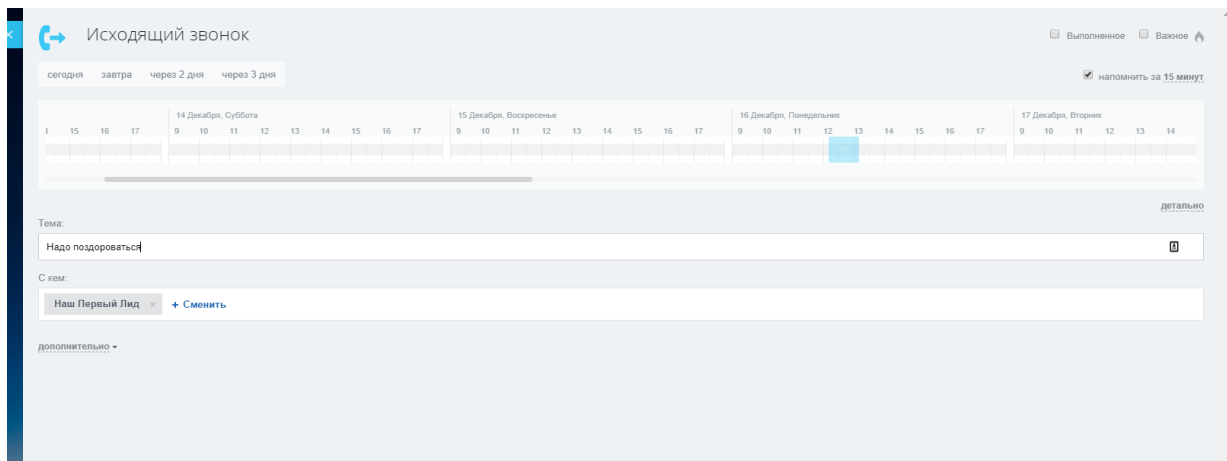 Исходящий звонок
Выполненное Важное
сегодня завтра через 2 дня через 3 дня
напомнить за 15 минут
14 Декабря, Суббота 15 Декабря, Воскресенье 16 Декабря, Понедельник 17 Декабря, Вторник
15 16 17 9 10 11 12 13 14 15 16 17 9 10 11 12 13 14 15 16 17 9 10 11 12 13 14 15 16 17 9 10 11 12 13 14
детально
Тема:
Надо поздороваться
С кем:
Наш Первый Лид × + Сменить
дополнительно